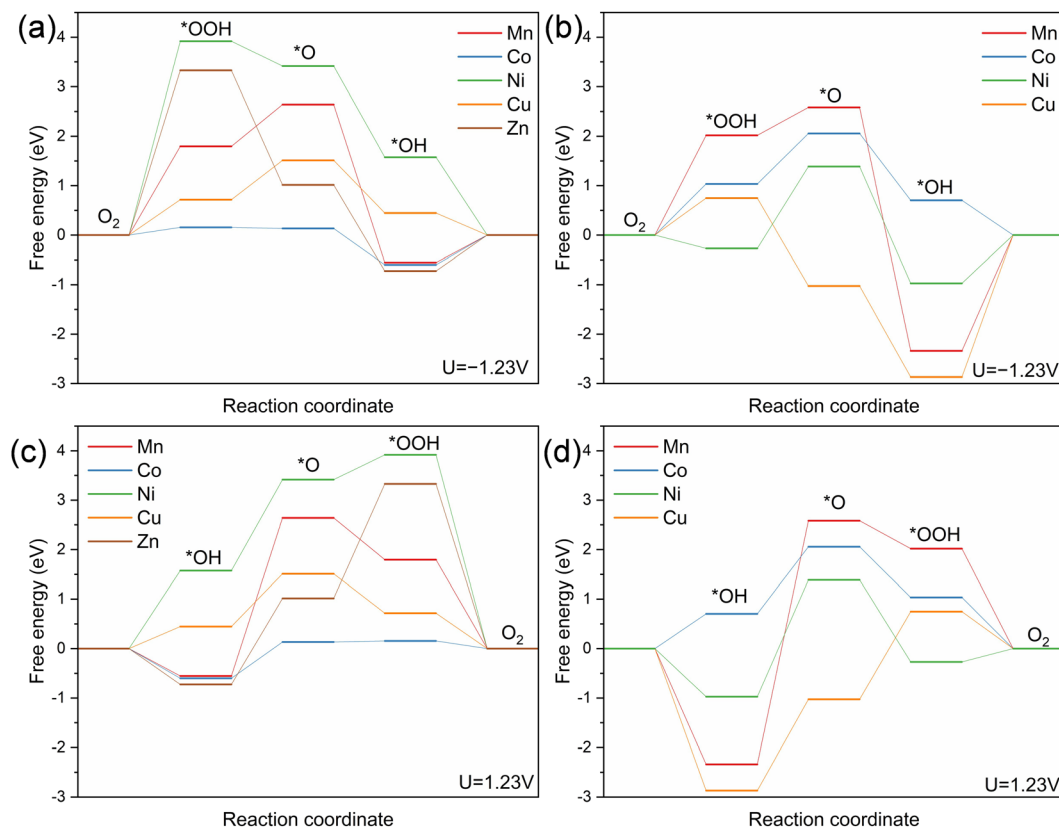 (a)
*OOH
*O
*OH
O2
Mn
Co
Ni
Cu
Zn
4
3
2
1
0
-1
-2
-3
Free energy (eV)
U=−1.23V
Reaction coordinate
(b)
*OOH
*O
*OH
O2
Mn
Co
Ni
Cu
4
3
2
1
0
-1
-2
-3
Free energy (eV)
U=−1.23V
Reaction coordinate
(c)
Mn
Co
Ni
Cu
Zn
*OH
*O
*OOH
O2
4
3
2
1
0
-1
-2
-3
Free energy (eV)
U=1.23V
Reaction coordinate
(d)
Mn
Co
Ni
Cu
*OH
*O
*OOH
O2
4
3
2
1
0
-1
-2
-3
Free energy (eV)
U=1.23V
Reaction coordinate